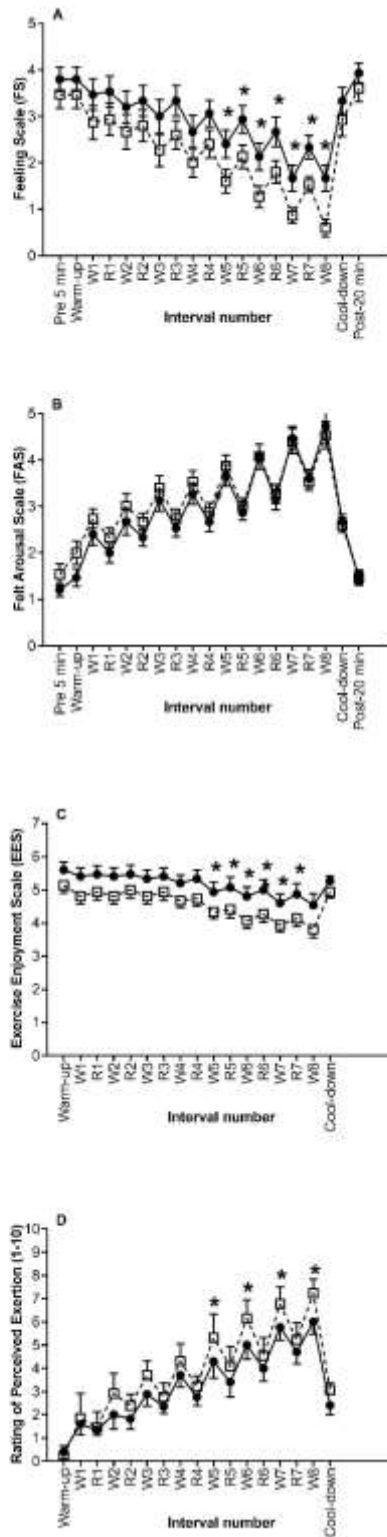 A
Feeling Scale (FS)
5
4
3
2
1
0
* * * * * * *
Pre 5 min
Warm-up
W1
R1
W2
R2
W3
R3
W4
R4
W5
R5
W6
R6
W7
R7
W8
Cool-down
Post-20 min
Interval number
B
Felt Arousal Scale (FAS)
5
4
3
2
1
0
Pre 5 min
Warm-up
W1
R1
W2
R2
W3
R3
W4
R4
W5
R5
W6
R6
W7
R7
W8
Cool-down
Post-20 min
Interval number
C
Exercise Enjoyment Scale (EES)
7
6
5
4
3
2
1
0
* * * * * *
Warm-up
W1
R1
W2
R2
W3
R3
W4
R4
W5
R5
W6
R6
W7
R7
W8
Cool-down
Interval number
D
Rating of Perceived Exertion (1-10)
10
9
8
7
6
5
4
3
2
1
0
* * * *
Warm-up
W1
R1
W2
R2
W3
R3
W4
R4
W5
R5
W6
R6
W7
R7
W8
Cool-down
Interval number